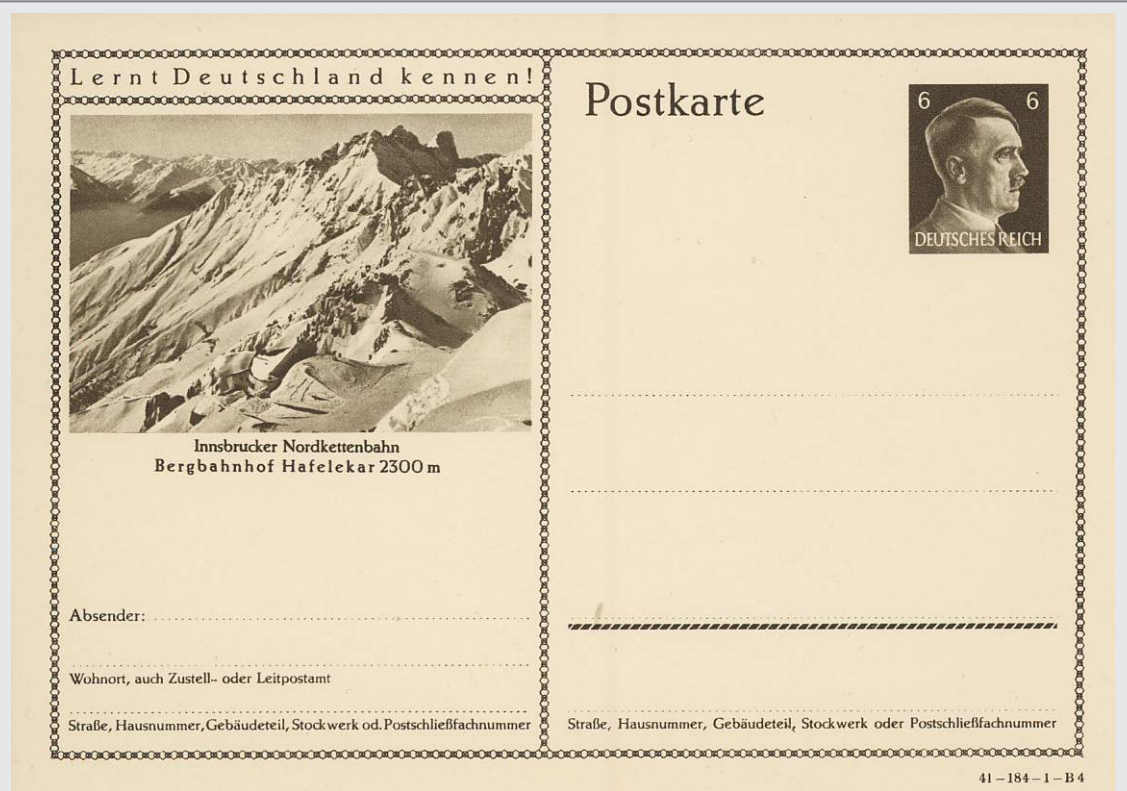 Lernt Deutschland kennen!
Innsbrucker Nordkettenbahn
Bergbahnhof Hafelekar 2300 m
Absender:
Wohnort, auch Zustell- oder Leitpostamt
Straße, Hausnummer, Gebäudeteil, Stockwerk od. Postschließfachnummer
Postkarte
6 6
DEUTSCHES REICH
Straße, Hausnummer, Gebäudeteil, Stockwerk oder Postschließfachnummer
41 – 184 – 1 – B 4